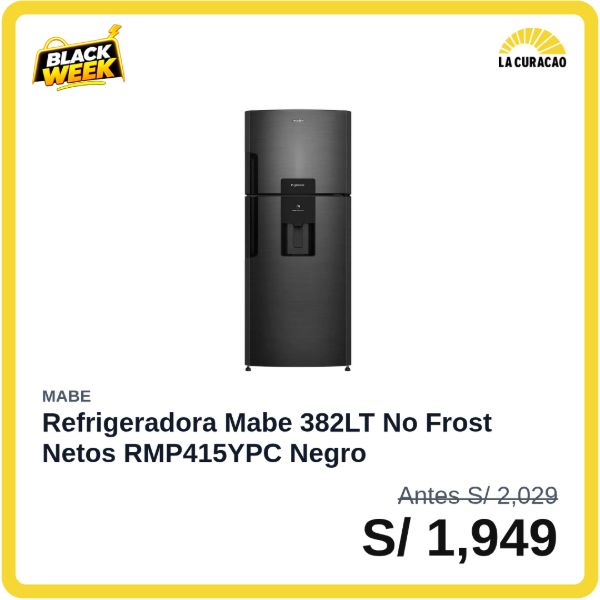 BLACK
WEEK
LA CURACAO
MABE
Refrigeradora Mabe 382LT No Frost
Netos RMP415YPC Negro
Antes S/ 2,029
S/ 1,949